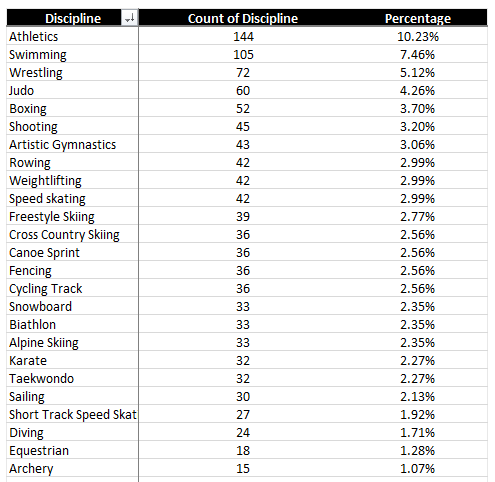 Discipline Count of Discipline Percentage
Athletics 144 10.23%
Swimming 105 7.46%
Wrestling 72 5.12%
Judo 60 4.26%
Boxing 52 3.70%
Shooting 45 3.20%
Artistic Gymnastics 43 3.06%
Rowing 42 2.99%
Weightlifting 42 2.99%
Speed skating 42 2.99%
Freestyle Skiing 39 2.77%
Cross Country Skiing 36 2.56%
Canoe Sprint 36 2.56%
Fencing 36 2.56%
Cycling Track 36 2.56%
Snowboard 33 2.35%
Biathlon 33 2.35%
Alpine Skiing 33 2.35%
Karate 32 2.27%
Taekwondo 32 2.27%
Sailing 30 2.13%
Short Track Speed Skat 27 1.92%
Diving 24 1.71%
Equestrian 18 1.28%
Archery 15 1.07%